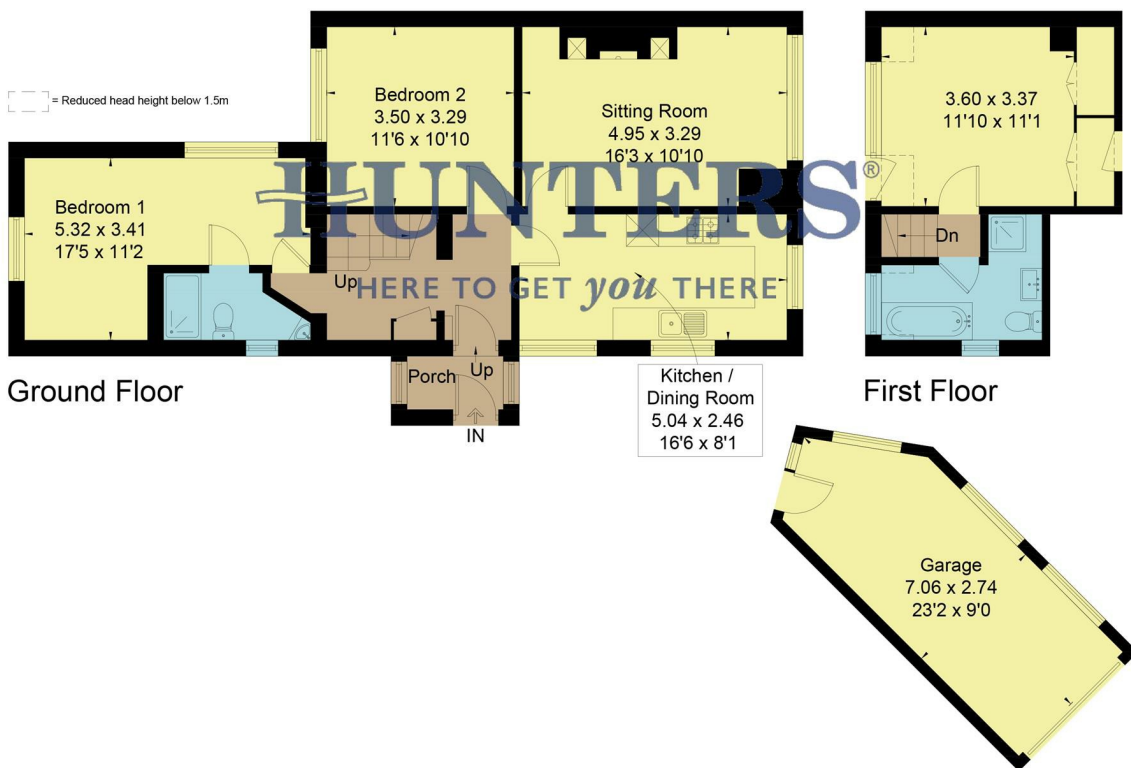 = Reduced head height below 1.5m
Bedroom 2
3.50 x 3.29
11'6 x 10'10
Sitting Room
4.95 x 3.29
16'3 x 10'10
3.60 x 3.37
11'10 x 11'1
Bedroom 1
5.32 x 3.41
17'5 x 11'2
HUNTERS®
HERE TO GET you THERE
Up
Dn
Porch
Up
IN
Kitchen /
Dining Room
5.04 x 2.46
16'6 x 8'1
Ground Floor
First Floor
Garage
7.06 x 2.74
23'2 x 9'0